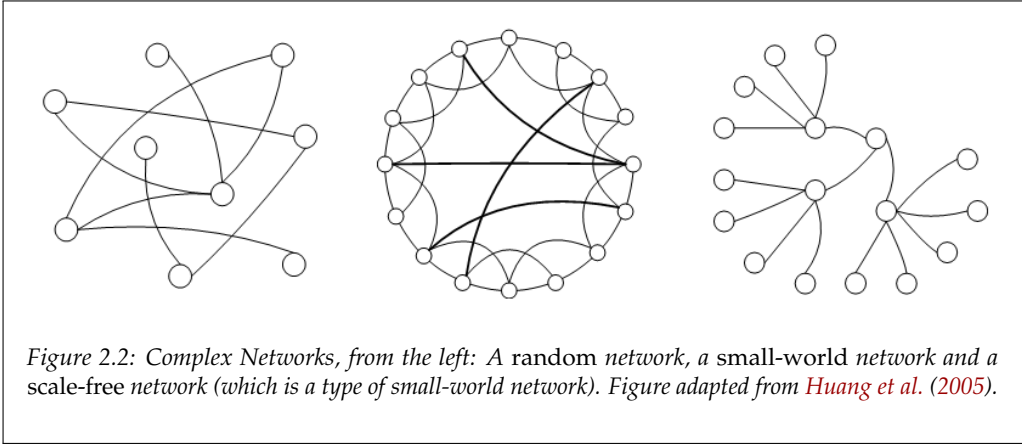 Figure 2.2: Complex Networks, from the left: A random network, a small-world network and a
scale-free network (which is a type of small-world network). Figure adapted from Huang et al. (2005).